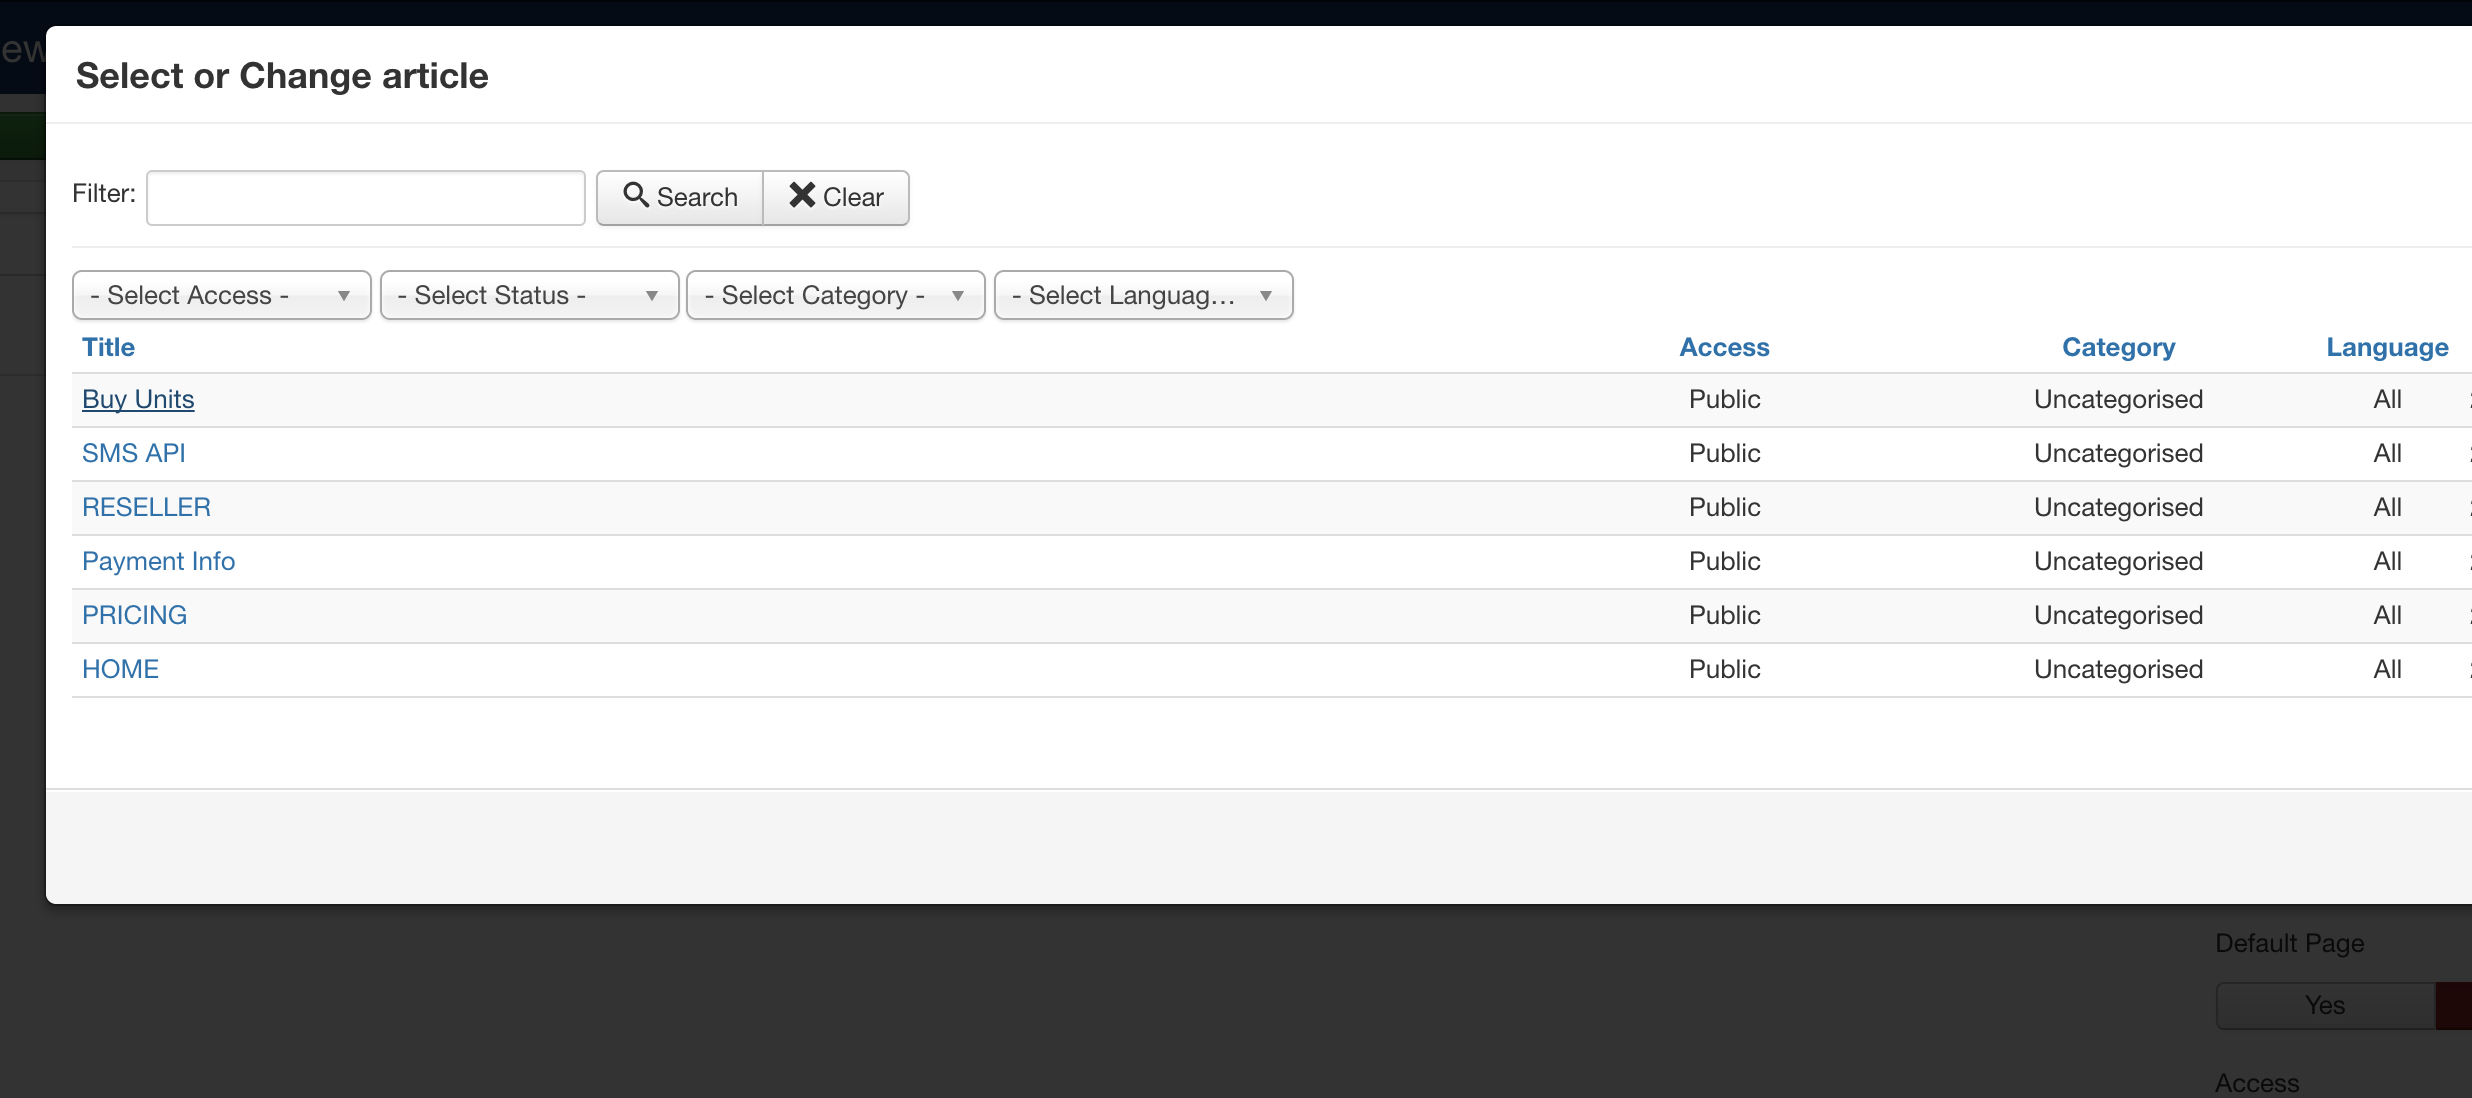 Select or Change article
Filter: Search Clear
- Select Access - - Select Status - - Select Category - - Select Languag...
Title Access Category Language
Buy Units Public Uncategorised All
SMS API Public Uncategorised All
RESELLER Public Uncategorised All
Payment Info Public Uncategorised All
PRICING Public Uncategorised All
HOME Public Uncategorised All
Default Page
Yes
Access